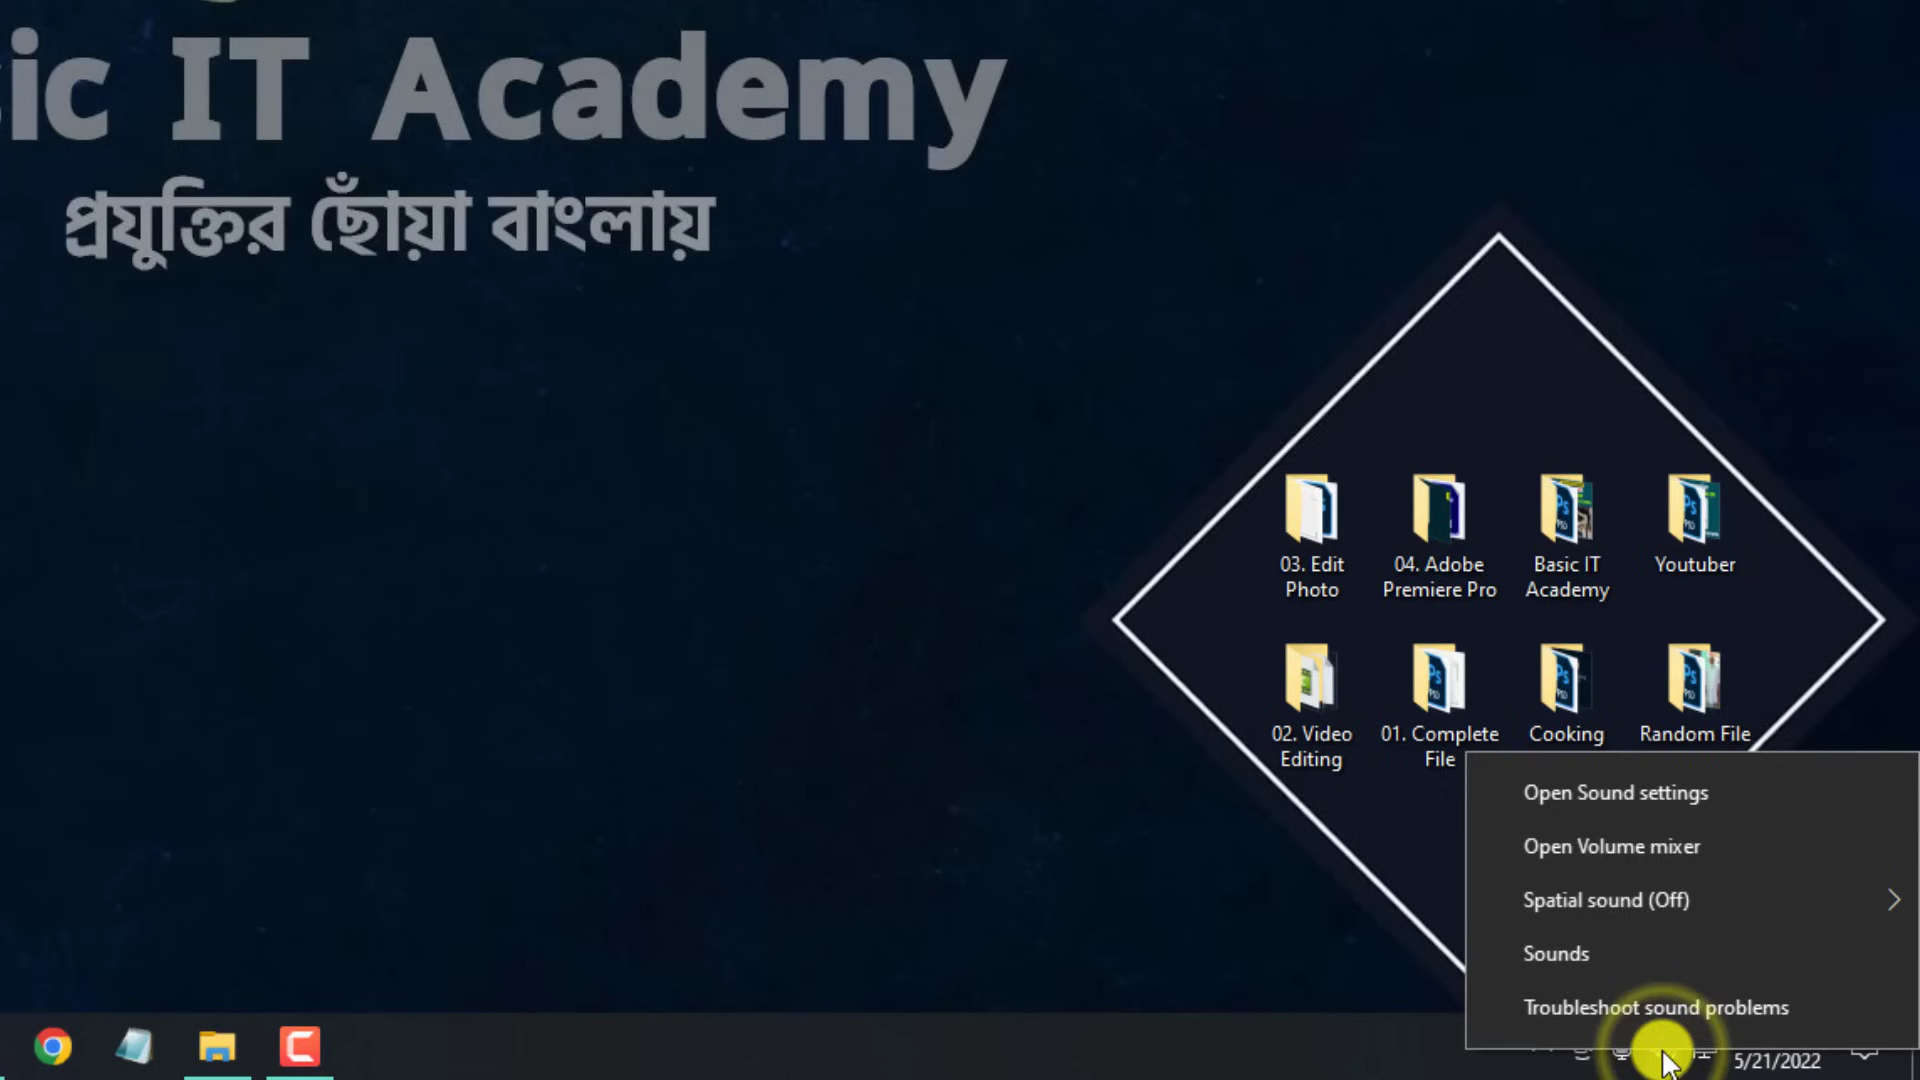 ic IT Academy
প্রযুক্তির ছোঁয়া বাংলায়
03. Edit
Photo
04. Adobe
Premiere Pro
Basic IT
Academy
Youtuber
02. Video
Editing
01. Complete
File
Cooking
Random File
Open Sound settings
Open Volume mixer
Spatial sound (Off)
Sounds
Troubleshoot sound problems
5/21/2022